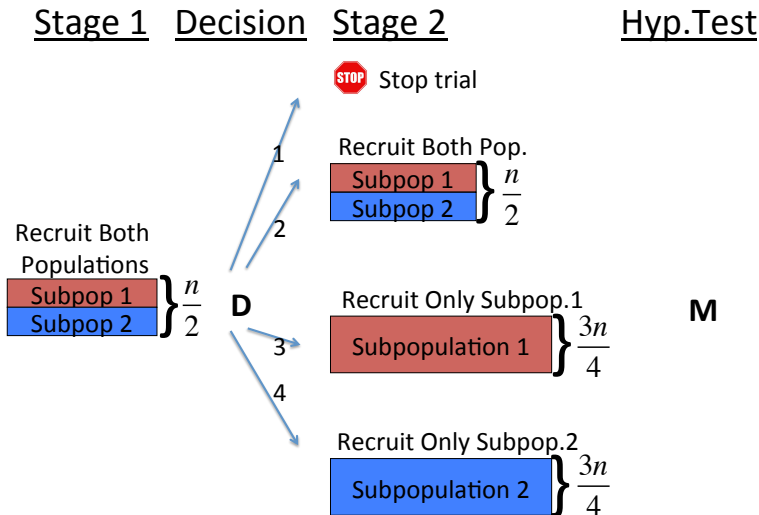 Stage 1 Decision Stage 2 Hyp.Test
STOP Stop trial
1
Recruit Both Pop.
Subpop 1
Subpop 2
n/2
2
Recruit Both
Populations
Subpop 1
Subpop 2
n/2
D
3
Recruit Only Subpop.1
Subpopulation 1
3n/4
M
4
Recruit Only Subpop.2
Subpopulation 2
3n/4